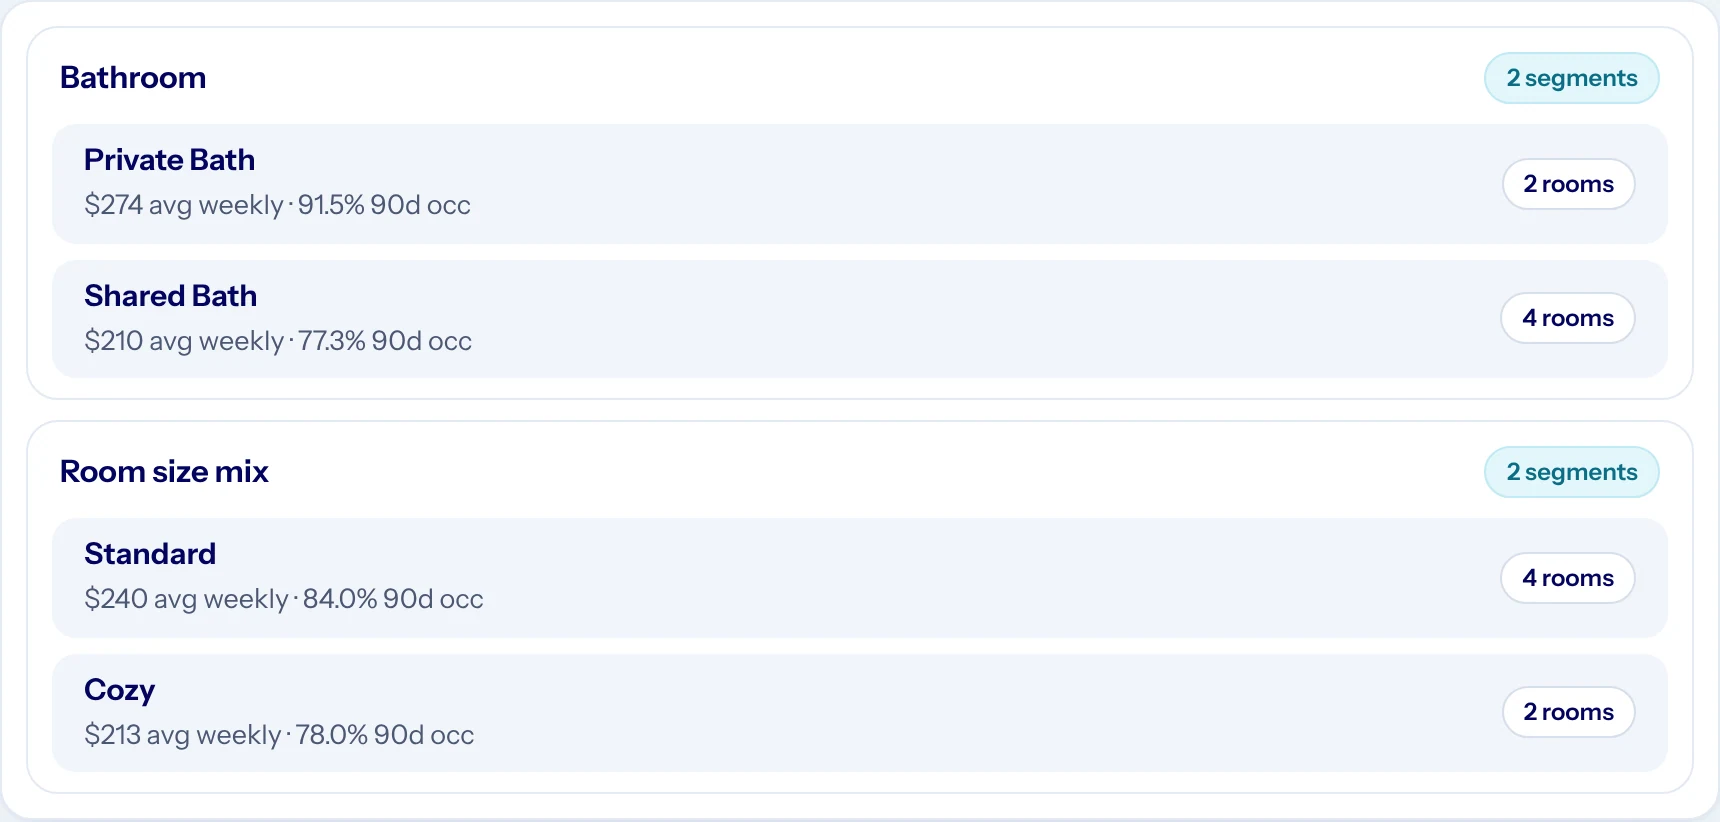 Bathroom
2 segments
Private Bath
$274 avg weekly · 91.5% 90d occ
2 rooms
Shared Bath
$210 avg weekly · 77.3% 90d occ
4 rooms
Room size mix
2 segments
Standard
$240 avg weekly · 84.0% 90d occ
4 rooms
Cozy
$213 avg weekly · 78.0% 90d occ
2 rooms